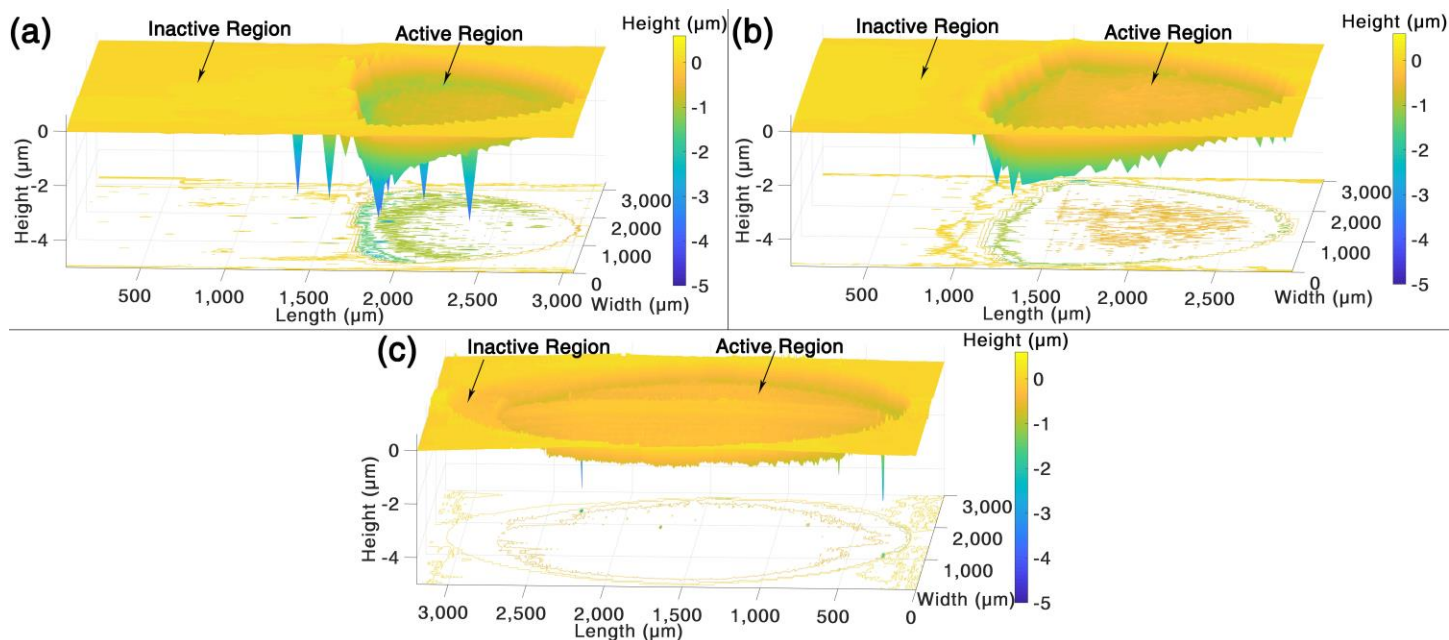 (a)
Inactive Region
Active Region
Height (µm)
0
-1
-2
-3
-4
-5
0
-2
-4
Height (µm)
3,000
2,000
1,000
0
Width (µm)
500
1,000
1,500
2,000
2,500
3,000
Length (µm)
(b)
Inactive Region
Active Region
Height (µm)
0
-1
-2
-3
-4
-5
0
-2
-4
Height (µm)
3,000
2,000
1,000
0
Width (µm)
500
1,000
1,500
2,000
2,500
Length (µm)
(c)
Inactive Region
Active Region
Height (µm)
0
-1
-2
-3
-4
-5
0
-2
-4
Height (µm)
3,000
2,000
1,000
Width (µm)
3,000
2,500
2,000
1,500
1,000
500
0
Length (µm)